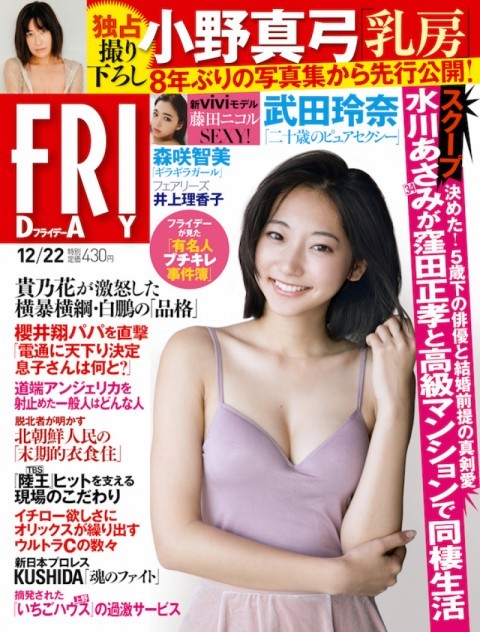 独占
撮り
下ろし
小野真弓「乳房」
8年ぶりの写真集から先行公開!
FRI
DAY
フライデー
12/22 特別定価430円
新ViViモデル
藤田ニコル
SEXY!
武田玲奈
「二十歳のピュアセクシー」
森咲智美
「ギラギラガール」
フェアリーズ
井上理香子
フライデー
が見た
「有名人
ブチキレ
事件簿」
スクープ
決めた!5歳下の俳優と結婚前提の真剣愛
水川あさみ(34)が窪田正孝と高級マンションで同棲生活
貴乃花が激怒した
横暴横綱・白鵬の「品格」
櫻井翔パパを直撃
「電通に天下り決定
息子さんは何と?」
道端アンジェリカを
射止めた一般人はどんな人
脱北者が明かす
北朝鮮人民の
「末期的衣食住」
TBS
「陸王」ヒットを支える
現場のこだわり
イチロー欲しさに
オリックスが繰り出す
ウルトラCの数々
新日本プロレス
KUSHIDA「魂のファイト」
摘発された
「いちごハウス」上野の過激サービス